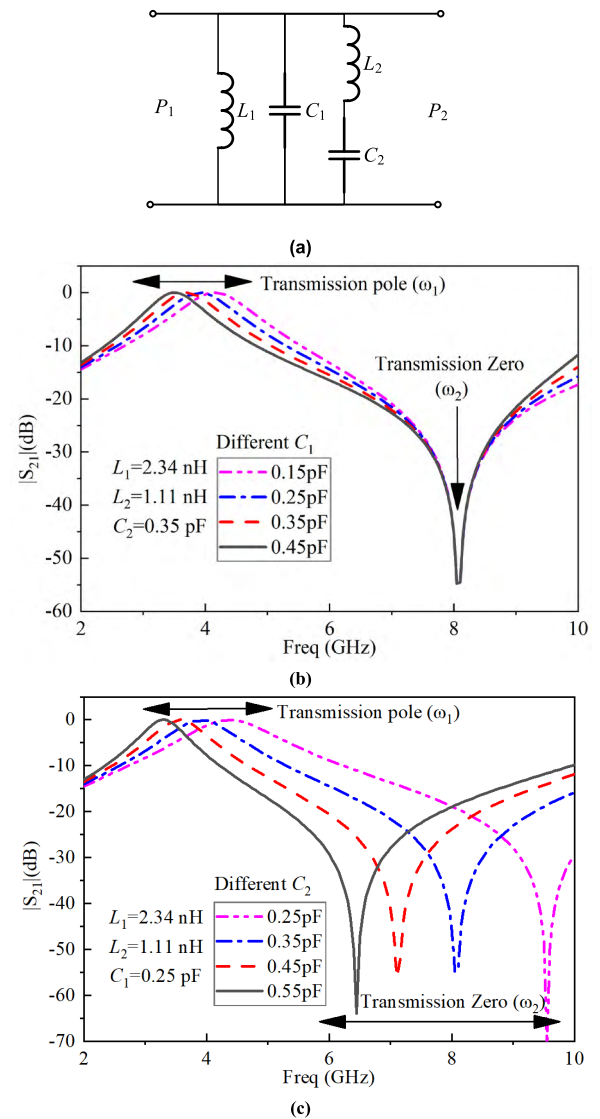 P1 L1 C1 L2 C2 P2
(a)
Transmission pole (ω1)
Transmission Zero
(ω2)
|S21|(dB)
0
-10
-20
-30
-40
-50
-60
Different C1
L1=2.34 nH
L2=1.11 nH
C2=0.35 pF
0.15pF
0.25pF
0.35pF
0.45pF
2 4 6 8 10
Freq (GHz)
(b)
Transmission pole (ω1)
|S21|(dB)
0
-10
-20
-30
-40
-50
-60
-70
Different C2
L1=2.34 nH
L2=1.11 nH
C1=0.25 pF
0.25pF
0.35pF
0.45pF
0.55pF
Transmission Zero (ω2)
2 4 6 8 10
Freq (GHz)
(c)